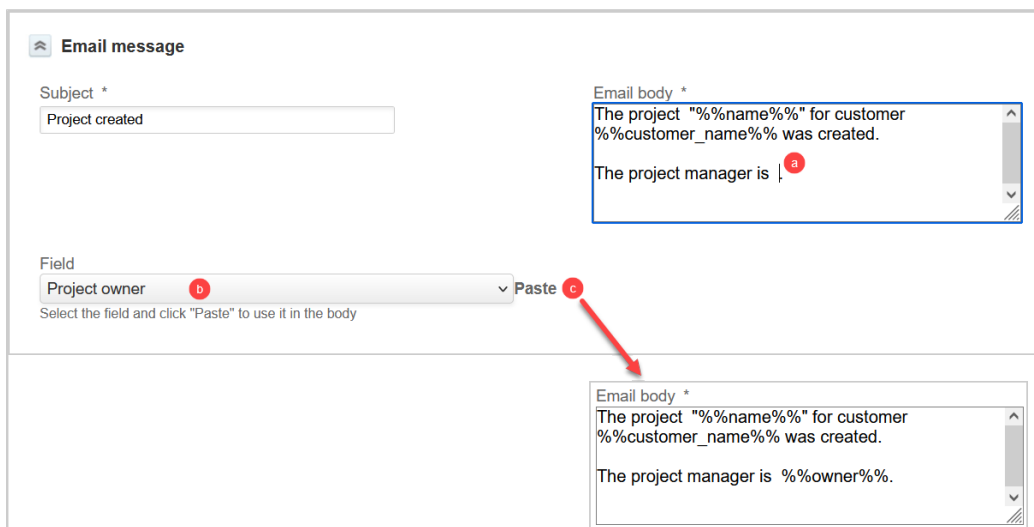 Email message
Subject *
Project created
Email body *
The project  "%%name%%" for customer
%%customer_name%% was created.
The project manager is  .
a
Field
Project owner
b
Paste
c
Select the field and click "Paste" to use it in the body
Email body *
The project  "%%name%%" for customer
%%customer_name%% was created.
The project manager is  %%owner%%.